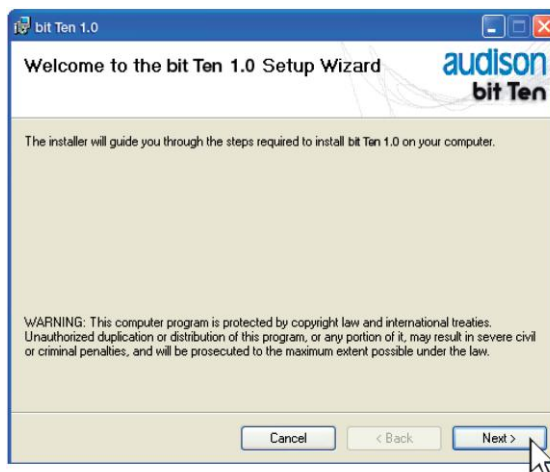 bit Ten 1.0
Welcome to the bit Ten 1.0 Setup Wizard
audison
bit Ten
The installer will guide you through the steps required to install bit Ten 1.0 on your computer.
WARNING: This computer program is protected by copyright law and international treaties.
Unauthorized duplication or distribution of this program, or any portion of it, may result in severe civil
or criminal penalties, and will be prosecuted to the maximum extent possible under the law.
Cancel
< Back
Next >